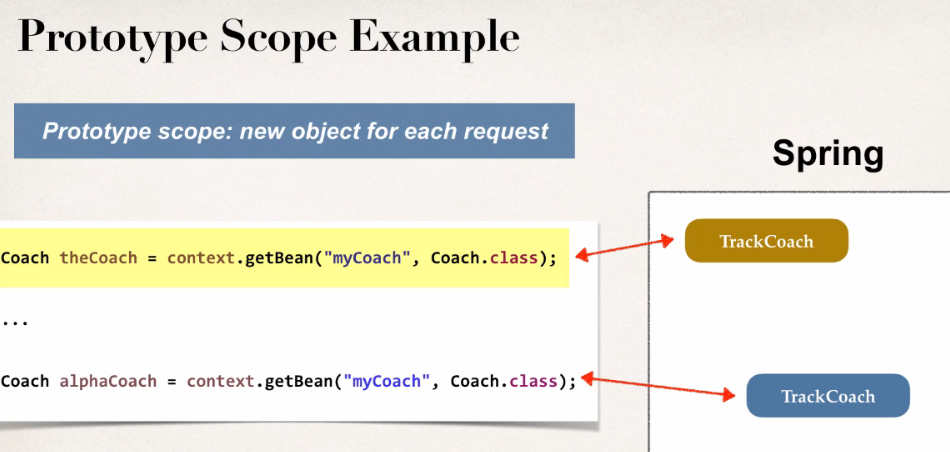 Prototype Scope Example
Prototype scope: new object for each request
Spring
Coach theCoach = context.getBean("myCoach", Coach.class);
TrackCoach
...
Coach alphaCoach = context.getBean("myCoach", Coach.class);
TrackCoach